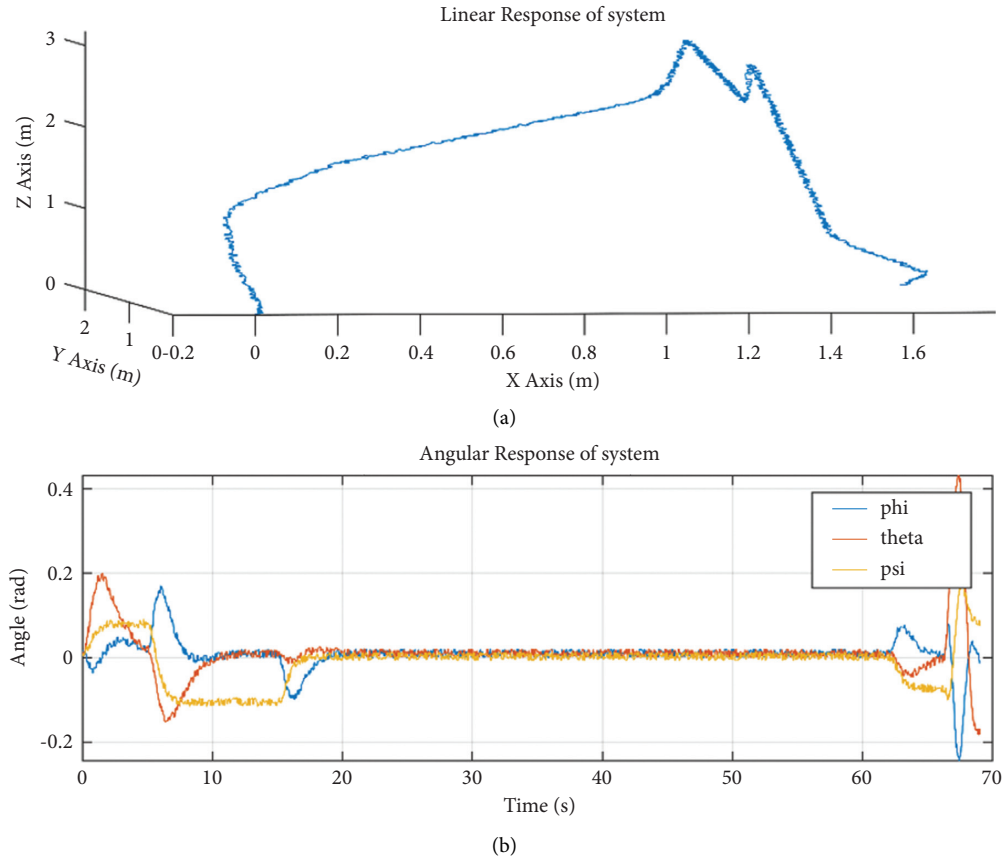 Linear Response of system
3
2
1
0
Z Axis (m)
2
1
0
Y Axis (m)
-0.2
0
0.2
0.4
0.6
0.8
1
1.2
1.4
1.6
X Axis (m)
(a)
Angular Response of system
0.4
0.2
0
-0.2
Angle (rad)
phi
theta
psi
0
10
20
30
40
50
60
70
Time (s)
(b)